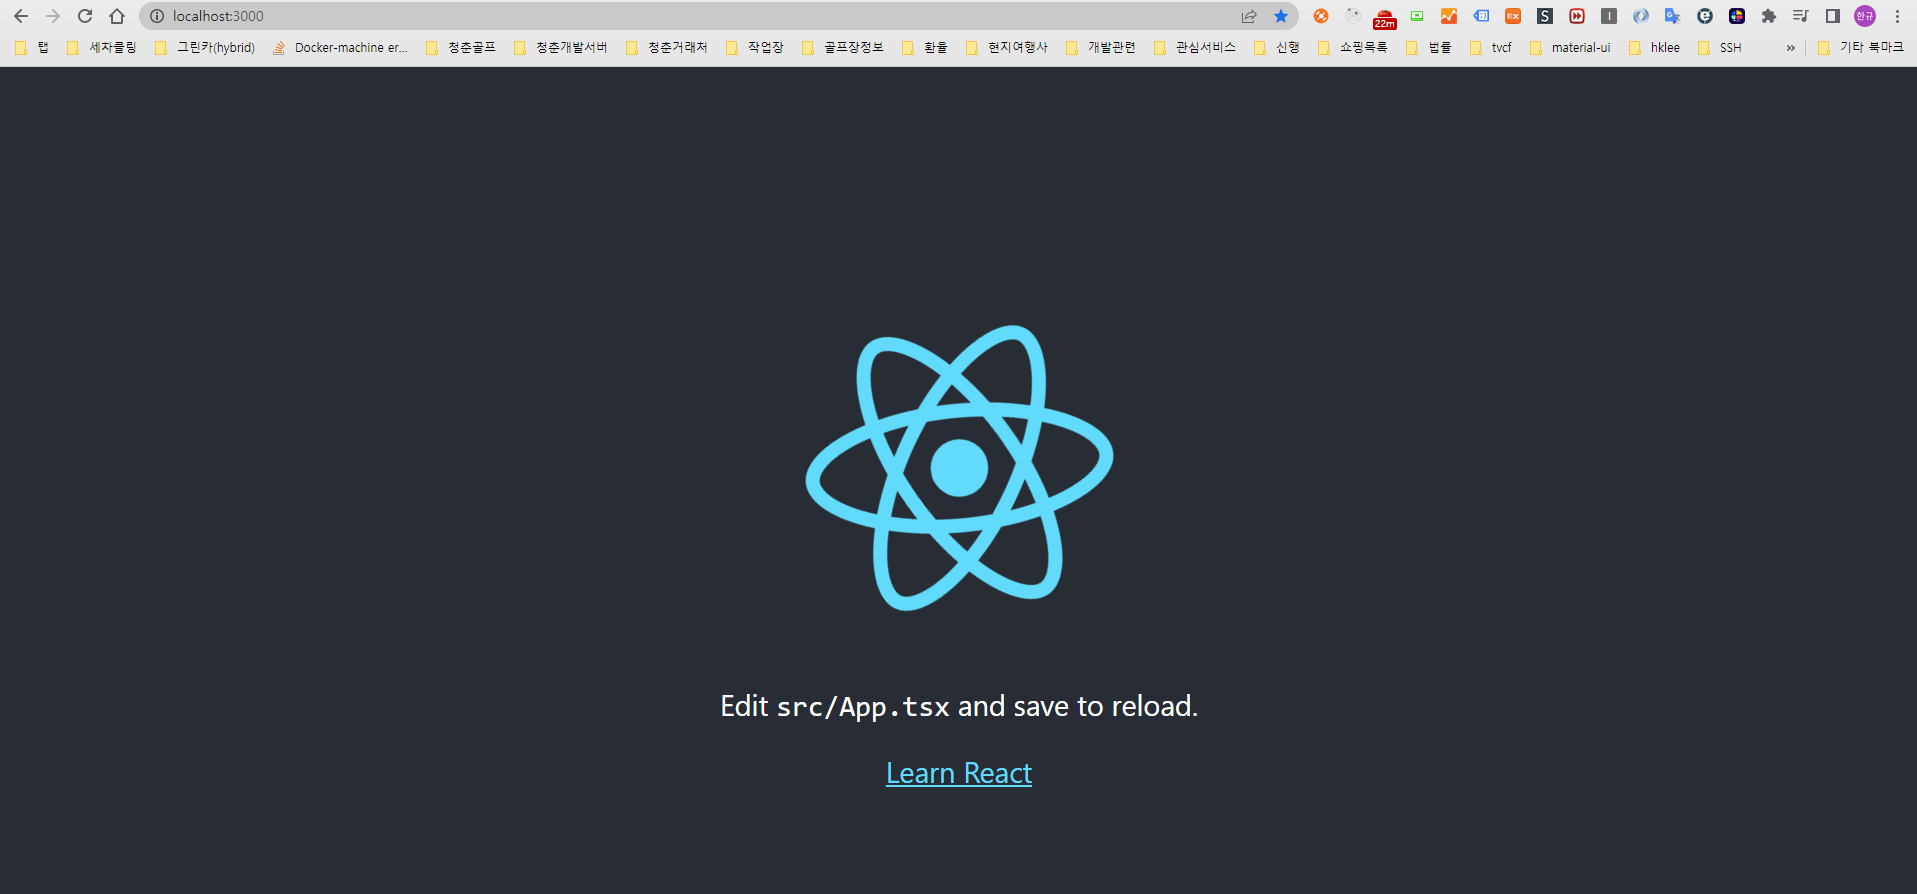 localhost:3000
22m
한규
탭 세차클링 그린카(hybrid) Docker-machine er... 청춘골프 청춘개발서버 청춘거래처 작업장 골프장정보 환율 현지여행사 개발관련 관심서비스 신행 쇼핑목록 법률 tvcf material-ui hklee SSH » 기타 북마크
Edit src/App.tsx and save to reload.
Learn React